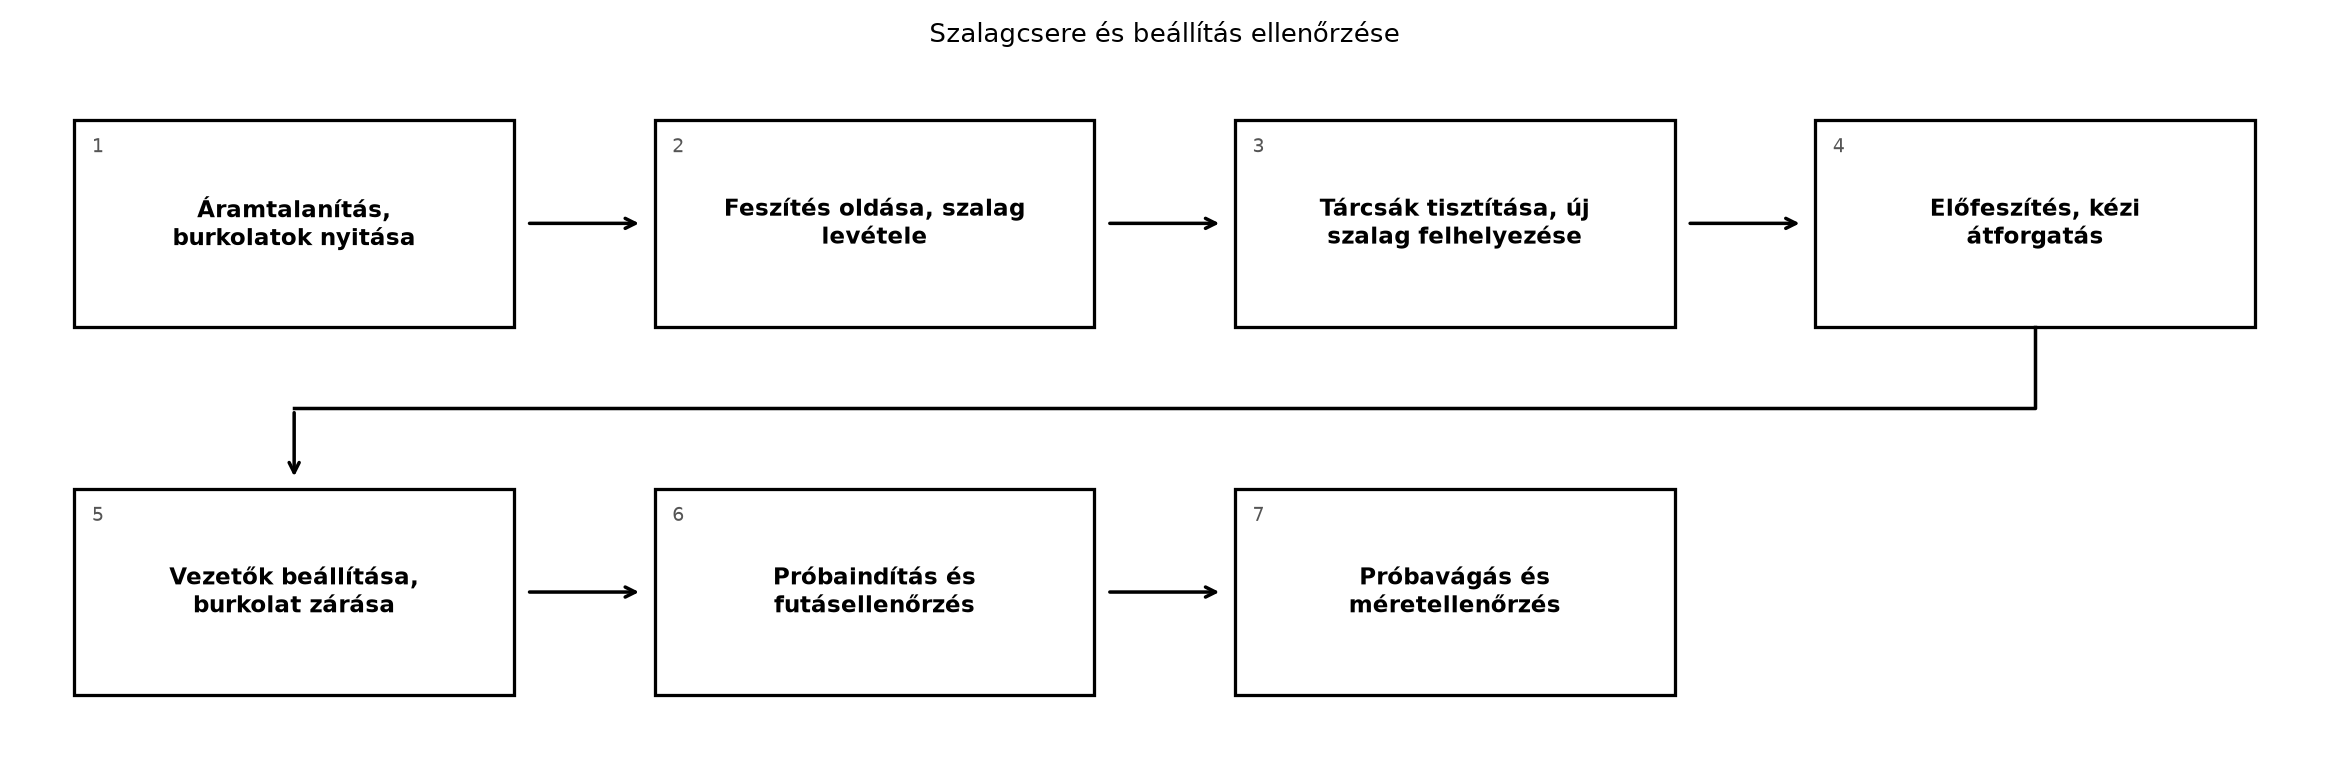 Szalagcsere és beállítás ellenőrzése
1
Áramtalanítás,
burkolatok nyitása
2
Feszítés oldása, szalag
levétele
3
Tárcsák tisztítása, új
szalag felhelyezése
4
Előfeszítés, kézi
átforgatás
5
Vezetők beállítása,
burkolat zárása
6
Próbaindítás és
futásellenőrzés
7
Próbavágás és
méretellenőrzés